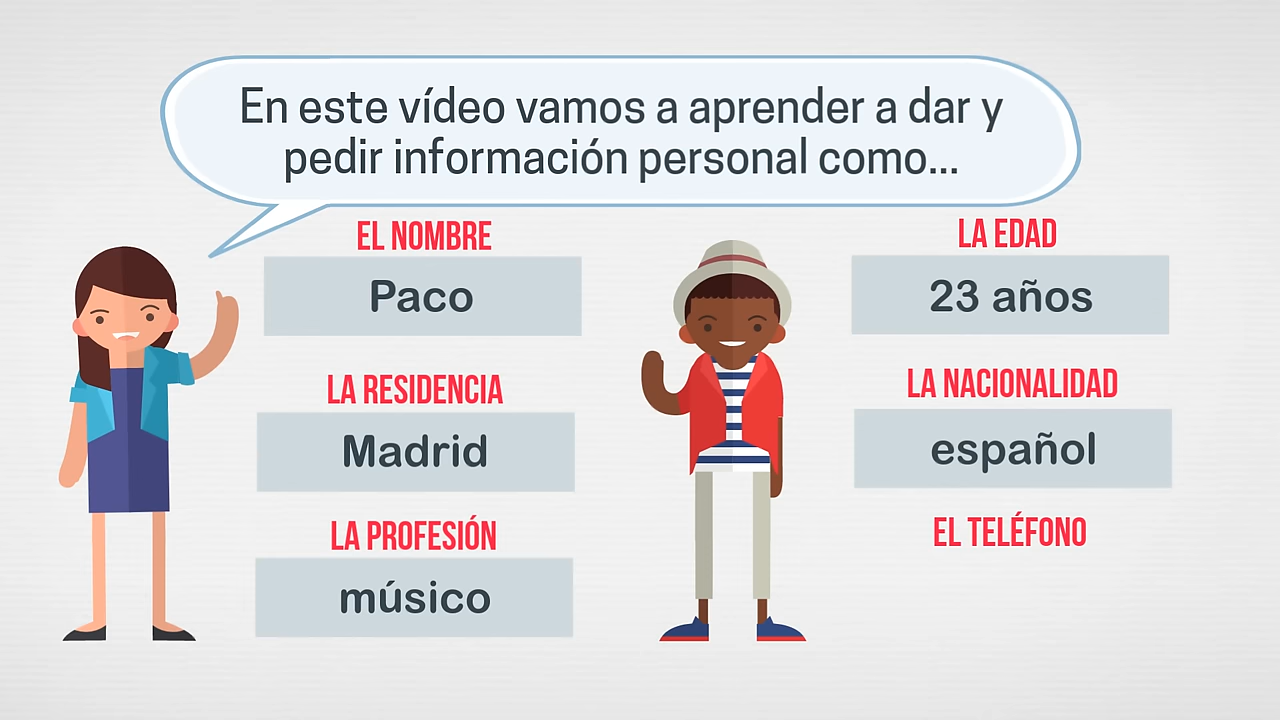 En este vídeo vamos a aprender a dar y
pedir información personal como...
EL NOMBRE
Paco
LA RESIDENCIA
Madrid
LA PROFESIÓN
músico
LA EDAD
23 años
LA NACIONALIDAD
español
EL TELÉFONO